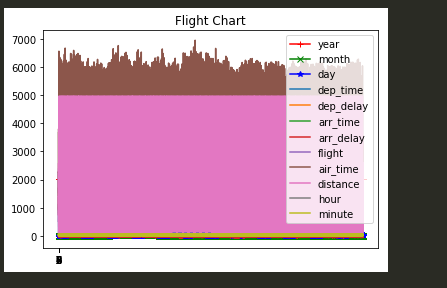 Flight Chart
7000
6000
5000
4000
3000
2000
1000
0
year
month
day
dep_time
dep_delay
arr_time
arr_delay
flight
air_time
distance
hour
minute